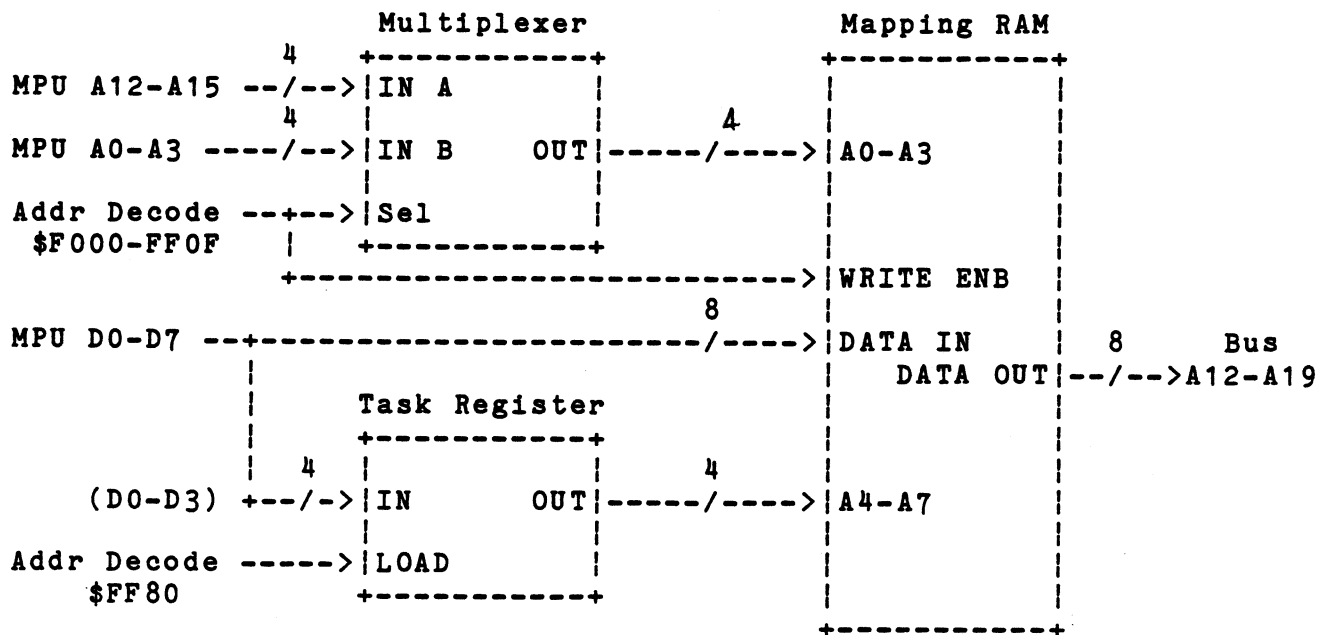 Multiplexer Mapping RAM
4 +------------+ +------------+
MPU A12-A15 --/-->|IN A | | |
4 | | 4 | |
MPU A0-A3 ----/-->|IN B OUT|-----/---->|A0-A3 |
Addr Decode --+-->|Sel | | |
$F000-FF0F | +------------+ | |
+--------------------------->|WRITE ENB |
8
MPU D0-D7 --+-----------------------/---->|DATA IN | 8 Bus
| DATA OUT|--/-->A12-A19
| Task Register
| +------------+
| 4 | | 4
(D0-D3) +--/->|IN OUT|-----/---->|A4-A7 |
Addr Decode ----->|LOAD | | |
$FF80 +------------+ | |
+------------+